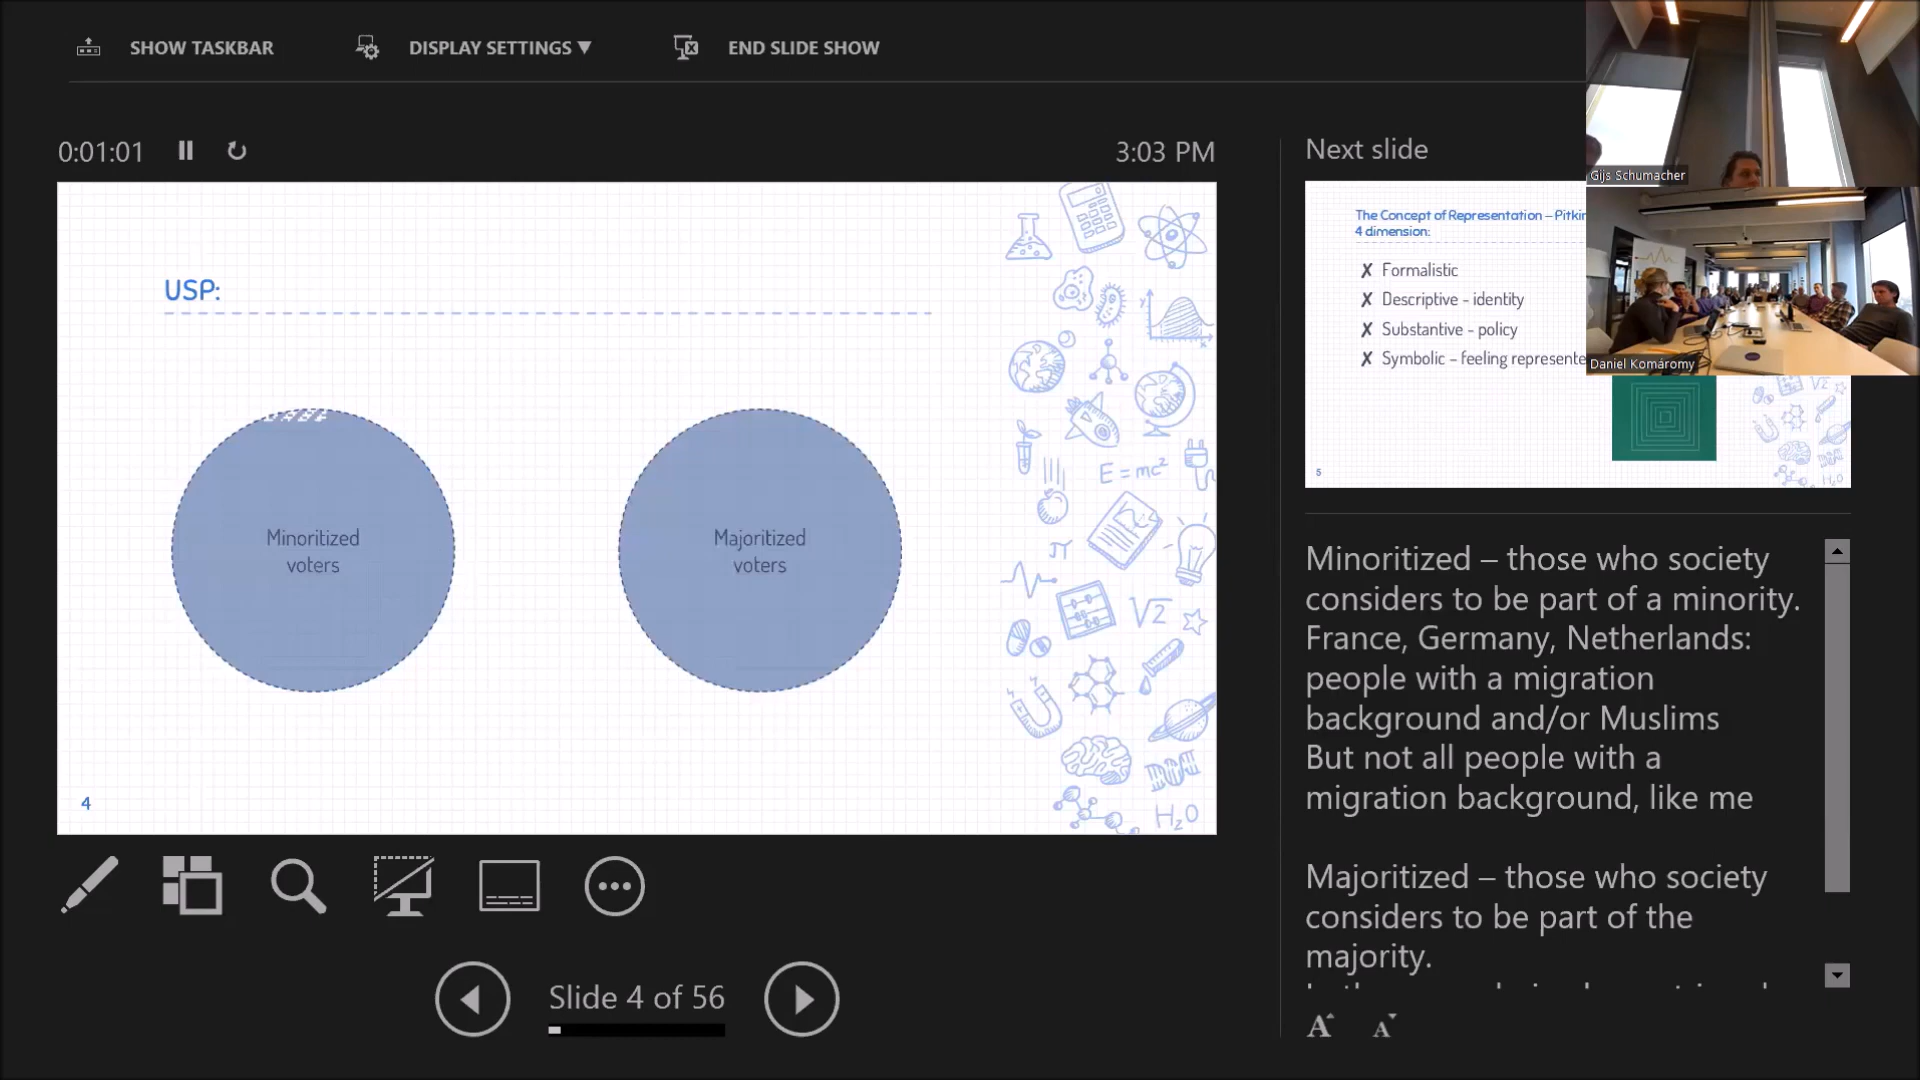 SHOW TASKBAR
DISPLAY SETTINGS ▼
END SLIDE SHOW
0:01:01
3:03 PM
USP:
Minoritized
voters
Majoritized
voters
E = mc²
π
√2
H₂O
4
Slide 4 of 56
Next slide
The Concept of Representation –
4 dimension:
✗ Formalistic
✗ Descriptive - identity
✗ Substantive - policy
✗ Symbolic – feeling
√2
H₂O
5
Gijs Schumacher
Daniel Komáromy
Minoritized – those who society
considers to be part of a minority.
France, Germany, Netherlands:
people with a migration
background and/or Muslims
But not all people with a
migration background, like me
Majoritized – those who society
considers to be part of the
majority.
A
A